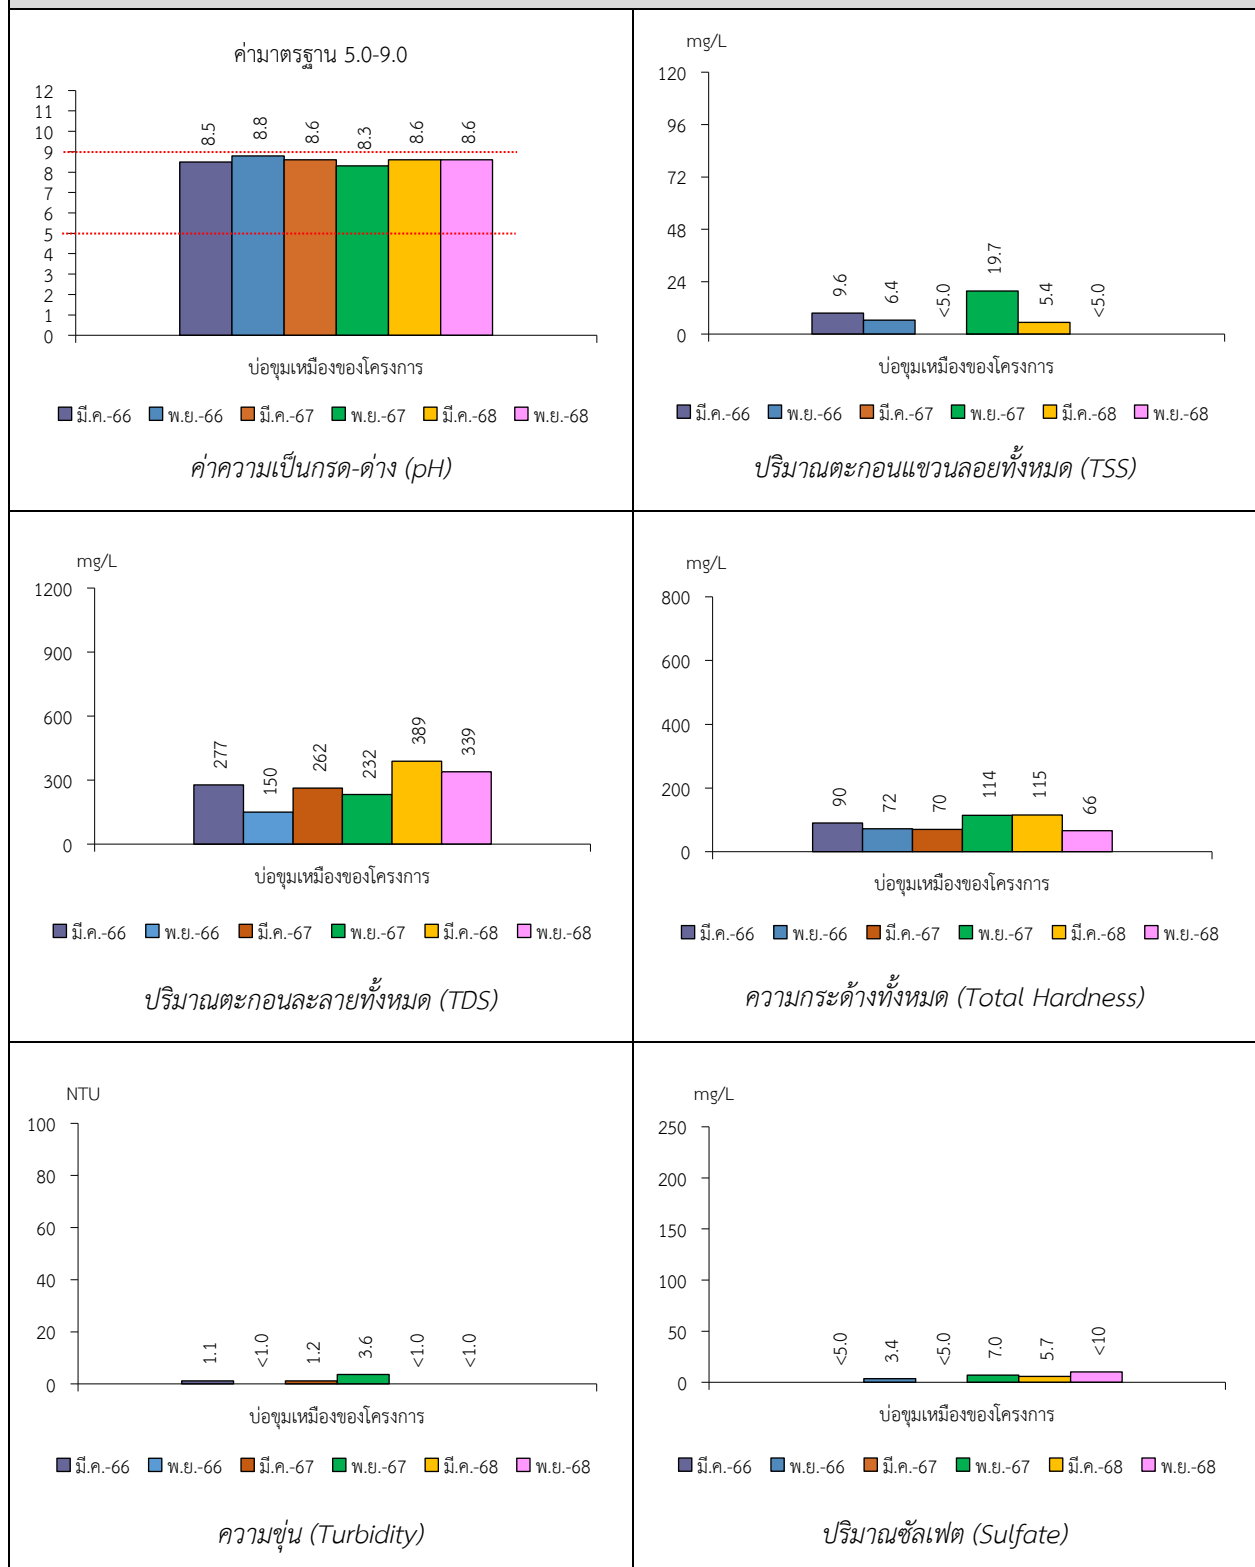 ค่ามาตรฐาน 5.0-9.0
12
11
10
9
8
7
6
5
4
3
2
1
0
8.5 8.8 8.6 8.3 8.6 8.6
บ่อขุมเหมืองของโครงการ
มี.ค.-66 พ.ย.-66 มี.ค.-67 พ.ย.-67 มี.ค.-68 พ.ย.-68
ค่าความเป็นกรด-ด่าง (pH)
mg/L
120
96
72
48
24
0
9.6 6.4 <5.0 19.7 5.4 <5.0
บ่อขุมเหมืองของโครงการ
มี.ค.-66 พ.ย.-66 มี.ค.-67 พ.ย.-67 มี.ค.-68 พ.ย.-68
ปริมาณตะกอนแขวนลอยทั้งหมด (TSS)
mg/L
1200
900
600
300
0
277 150 262 232 389 339
บ่อขุมเหมืองของโครงการ
มี.ค.-66 พ.ย.-66 มี.ค.-67 พ.ย.-67 มี.ค.-68 พ.ย.-68
ปริมาณตะกอนละลายทั้งหมด (TDS)
mg/L
800
600
400
200
0
90 72 70 114 115 66
บ่อขุมเหมืองของโครงการ
มี.ค.-66 พ.ย.-66 มี.ค.-67 พ.ย.-67 มี.ค.-68 พ.ย.-68
ความกระด้างทั้งหมด (Total Hardness)
NTU
100
80
60
40
20
0
1.1 <1.0 1.2 3.6 <1.0 <1.0
บ่อขุมเหมืองของโครงการ
มี.ค.-66 พ.ย.-66 มี.ค.-67 พ.ย.-67 มี.ค.-68 พ.ย.-68
ความขุ่น (Turbidity)
mg/L
250
200
150
100
50
0
<5.0 3.4 <5.0 7.0 5.7 <10
บ่อขุมเหมืองของโครงการ
มี.ค.-66 พ.ย.-66 มี.ค.-67 พ.ย.-67 มี.ค.-68 พ.ย.-68
ปริมาณซัลเฟต (Sulfate)